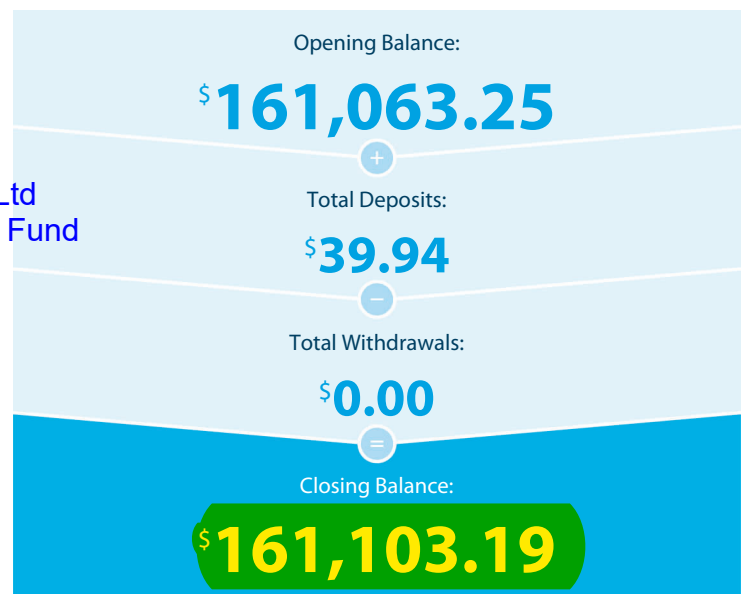 Opening Balance:
$161,063.25
+
Ltd
Fund
Total Deposits:
$39.94
−
Total Withdrawals:
$0.00
=
Closing Balance:
$161,103.19